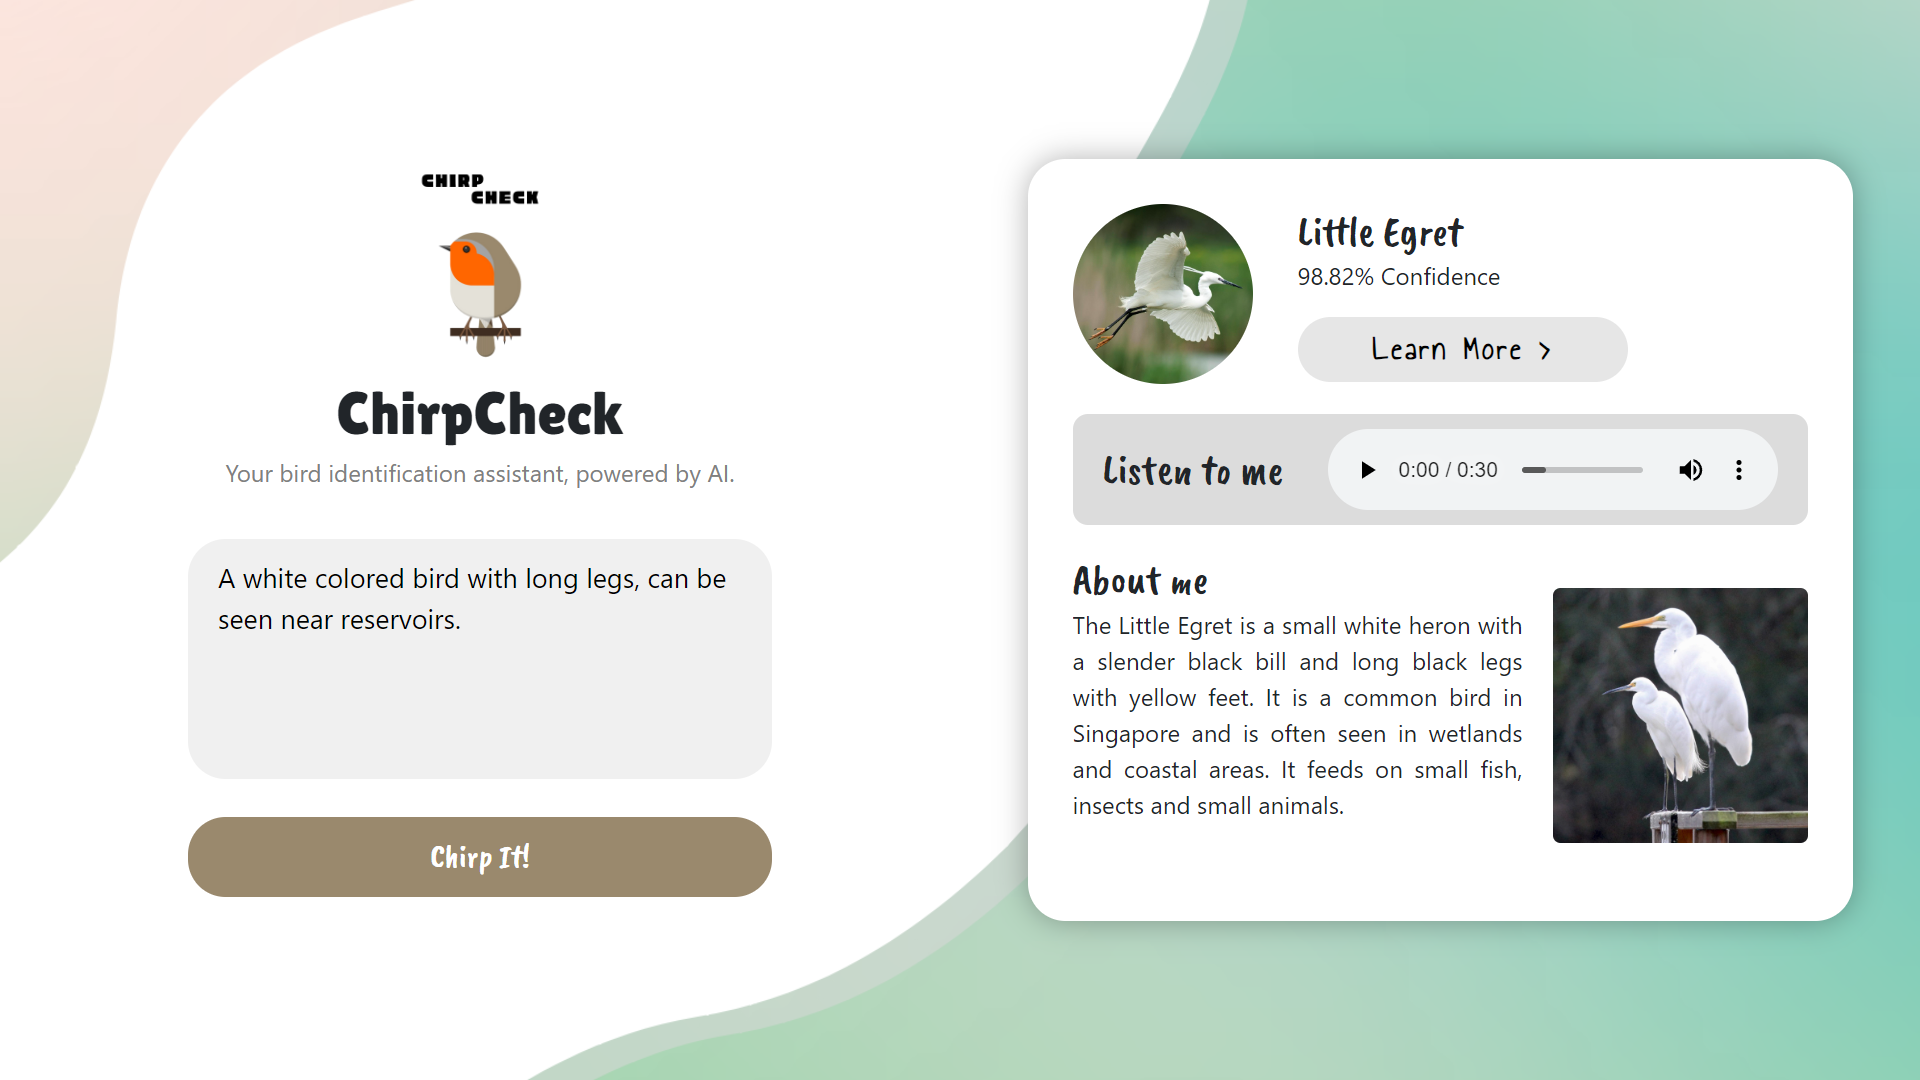 CHIRP
CHECK
ChirpCheck
Your bird identification assistant, powered by AI.
A white colored bird with long legs, can be
seen near reservoirs.
Chirp It!
Little Egret
98.82% Confidence
Learn More >
Listen to me
0:00 / 0:30
About me
The Little Egret is a small white heron with
a slender black bill and long black legs
with yellow feet. It is a common bird in
Singapore and is often seen in wetlands
and coastal areas. It feeds on small fish,
insects and small animals.